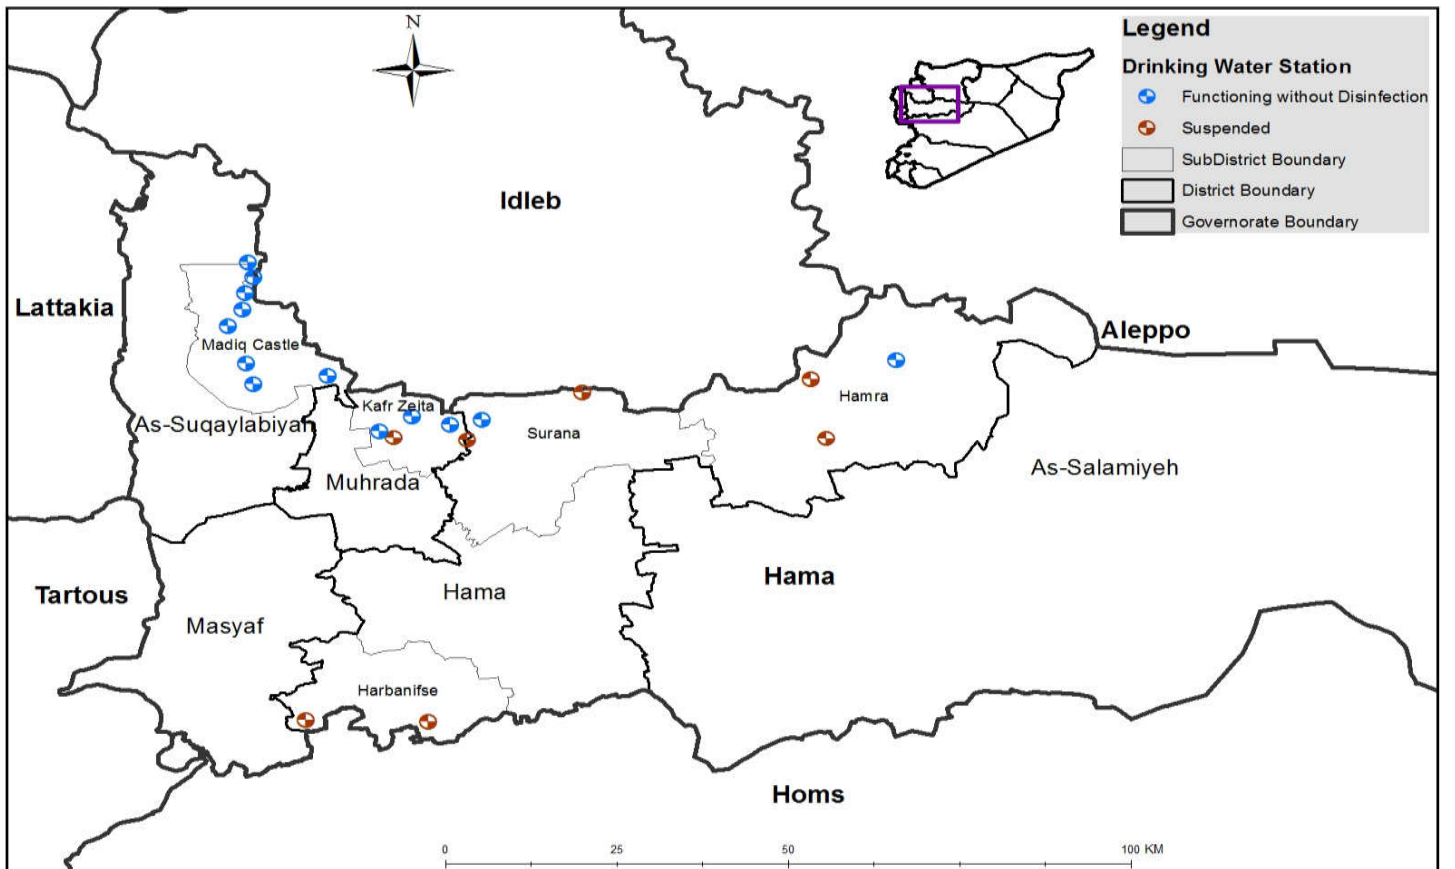 N
Legend
Drinking Water Station
Functioning without Disinfection
Suspended
SubDistrict Boundary
District Boundary
Governorate Boundary
Idleb
Lattakia
Aleppo
Madiq Castle
Hamra
Kafr Zeita
As-Suqaylabiyah
Surana
As-Salamiyeh
Muhrada
Hama
Hama
Tartous
Masyaf
Harbanifse
Homs
0 25 50 100 KM